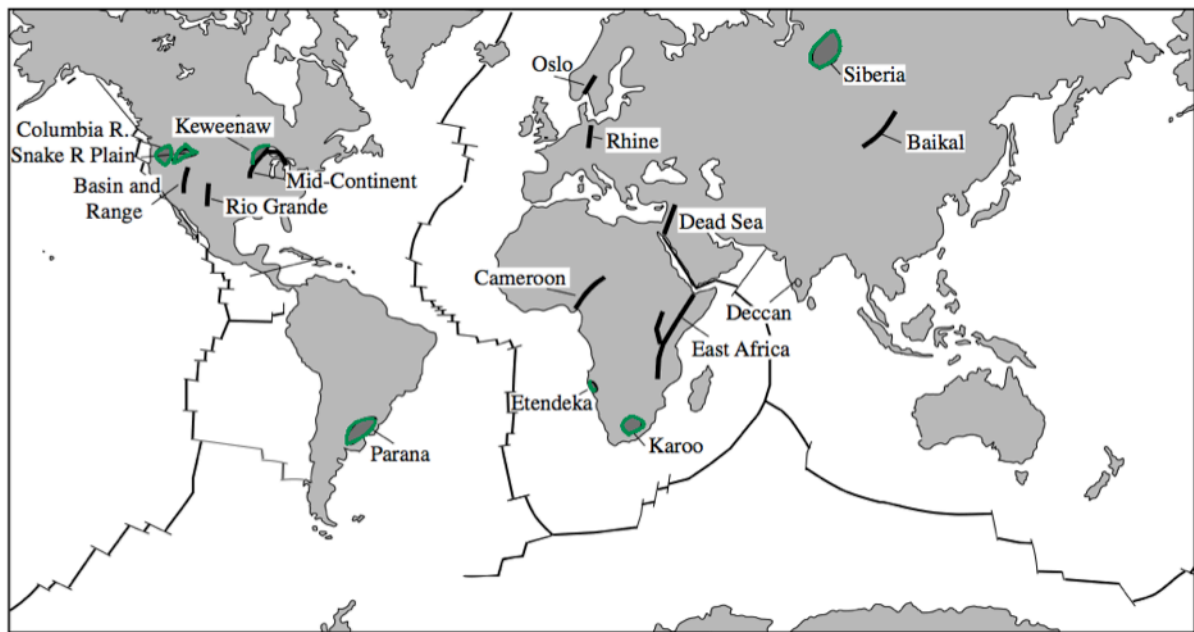 Oslo
Siberia
Columbia R.
Keweenaw
Snake R Plain
Rhine
Baikal
Basin and
Range
Mid-Continent
Rio Grande
Dead Sea
Cameroon
Deccan
East Africa
Etendeka
Karoo
Parana